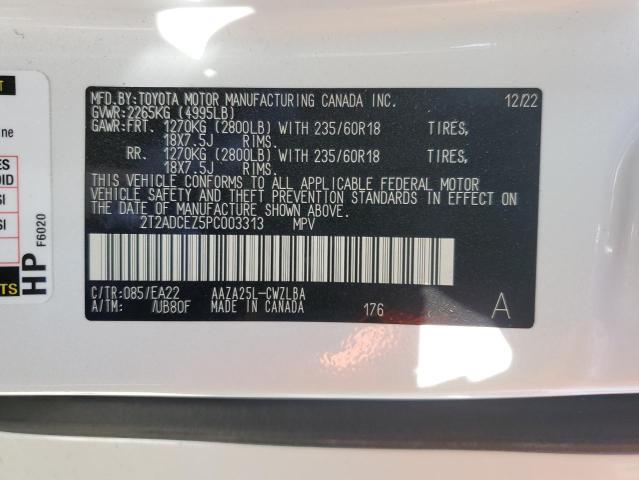 MFD.BY:TOYOTA MOTOR MANUFACTURING CANADA INC. 12/22
GVWR:2265KG (4995LB)
GAWR:FRT. 1270KG (2800LB) WITH 235/60R18 TIRES,
18X7.5J RIMS.
RR. 1270KG (2800LB) WITH 235/60R18 TIRES,
18X7.5J RIMS.
THIS VEHICLE CONFORMS TO ALL APPLICABLE FEDERAL MOTOR
VEHICLE SAFETY AND THEFT PREVENTION STANDARDS IN EFFECT ON
THE DATE OF MANUFACTURE SHOWN ABOVE.
2T2ADCEZ5PC003313 MPV
C/TR:085/EA22 AAZA25L-CWZLBA
A/TM: /UB80F MADE IN CANADA 176 A
HP
F6020